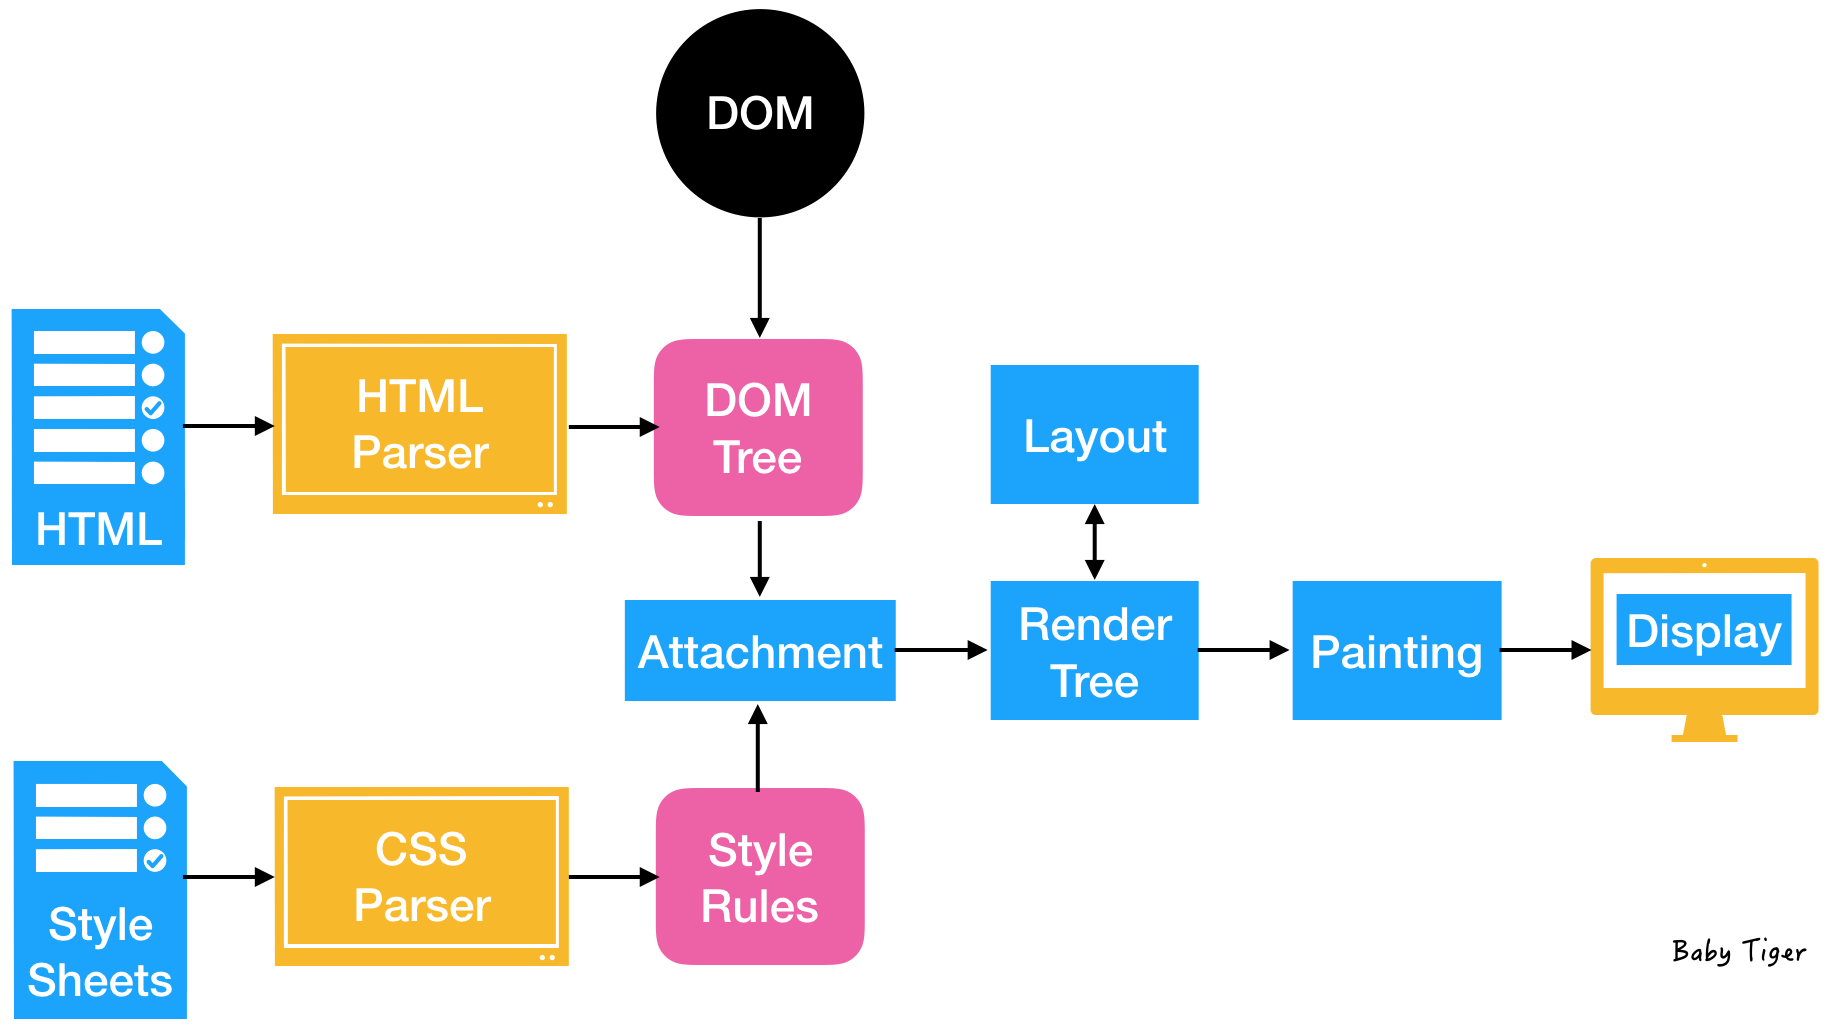 DOM
HTML
HTML
Parser
DOM
Tree
Layout
Attachment
Render
Tree
Painting
Display
Style
Sheets
CSS
Parser
Style
Rules
Baby Tiger